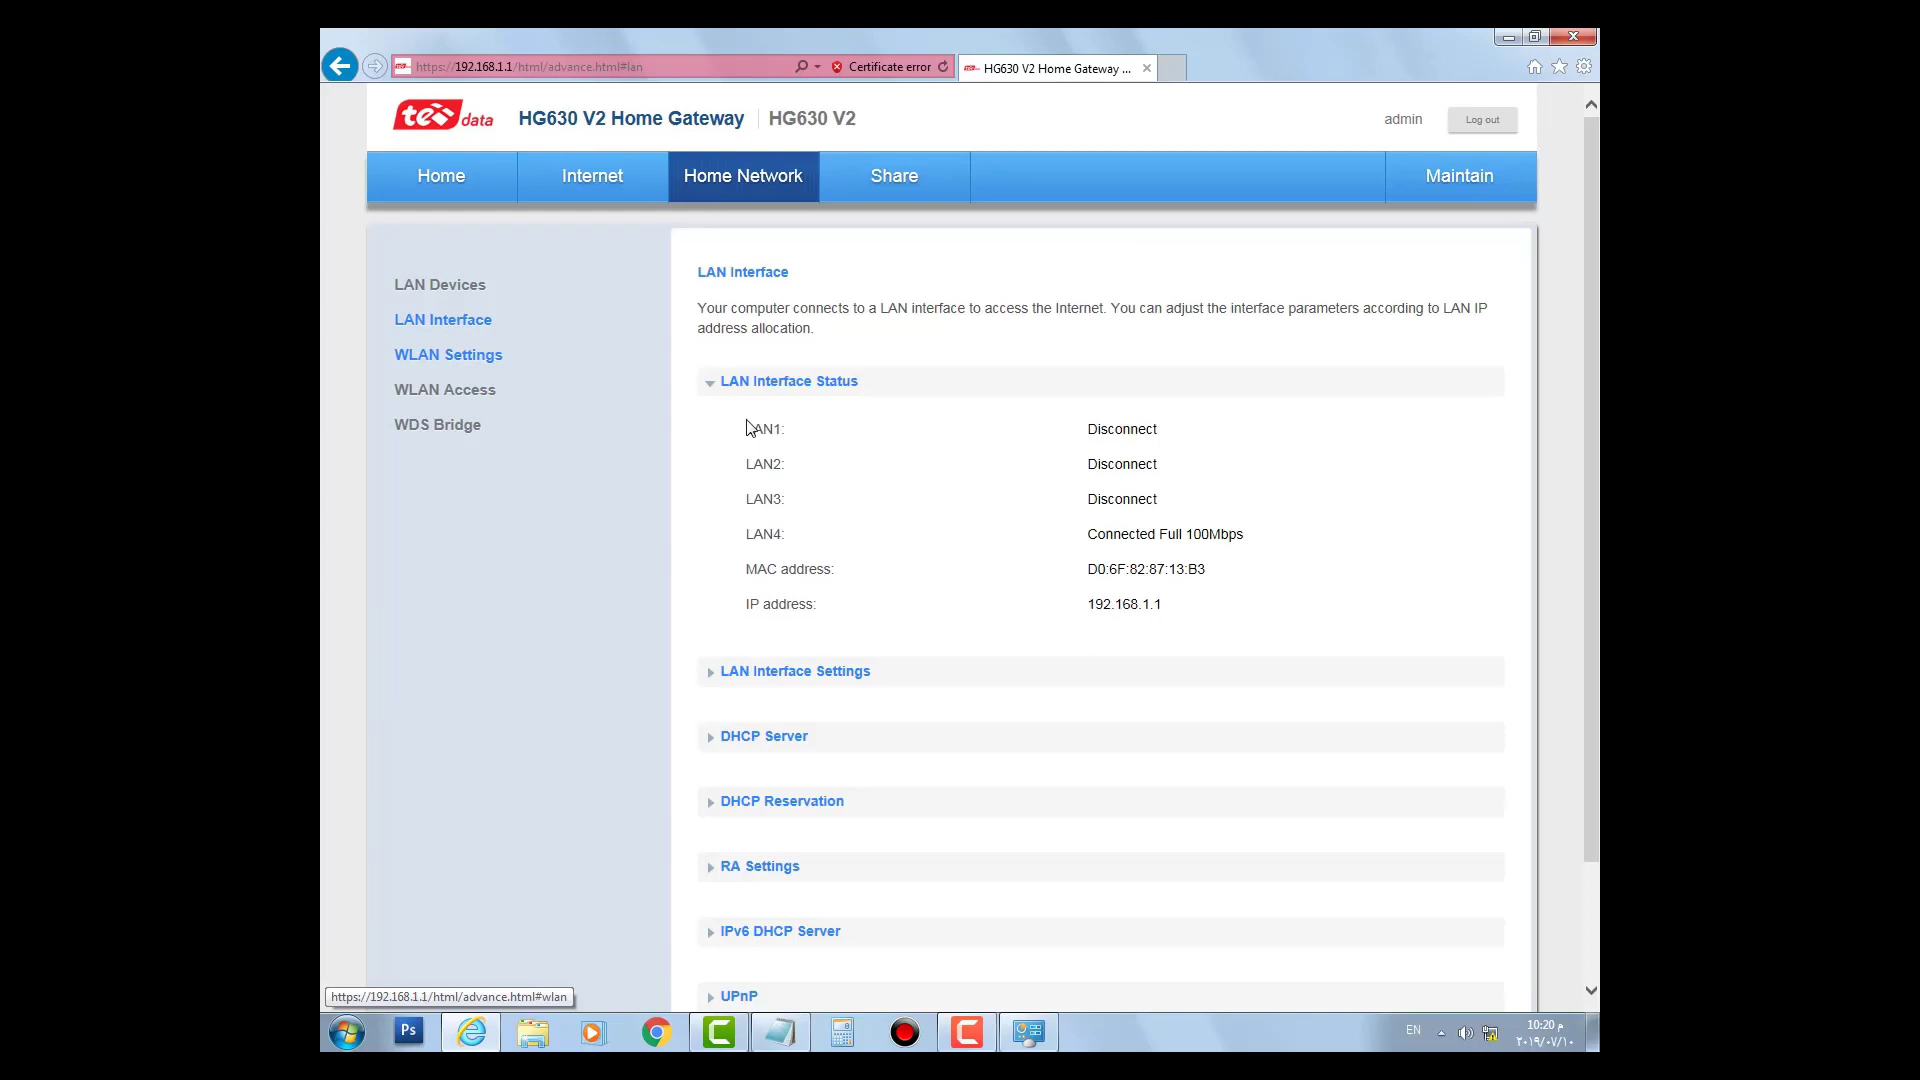 https://192.168.1.1/html/advance.html#lan
Certificate error
HG630 V2 Home Gateway ...
te data
HG630 V2 Home Gateway
HG630 V2
admin
Log out
Home
Internet
Home Network
Share
Maintain
LAN Devices
LAN Interface
WLAN Settings
WLAN Access
WDS Bridge
LAN Interface
Your computer connects to a LAN interface to access the Internet. You can adjust the interface parameters according to LAN IP
address allocation.
LAN Interface Status
LAN1: Disconnect
LAN2: Disconnect
LAN3: Disconnect
LAN4: Connected Full 100Mbps
MAC address: D0:6F:82:87:13:B3
IP address: 192.168.1.1
LAN Interface Settings
DHCP Server
DHCP Reservation
RA Settings
IPv6 DHCP Server
UPnP
https://192.168.1.1/html/advance.html#wlan
Ps
EN
10:20 م
٢٠١٩/٠٧/١٠